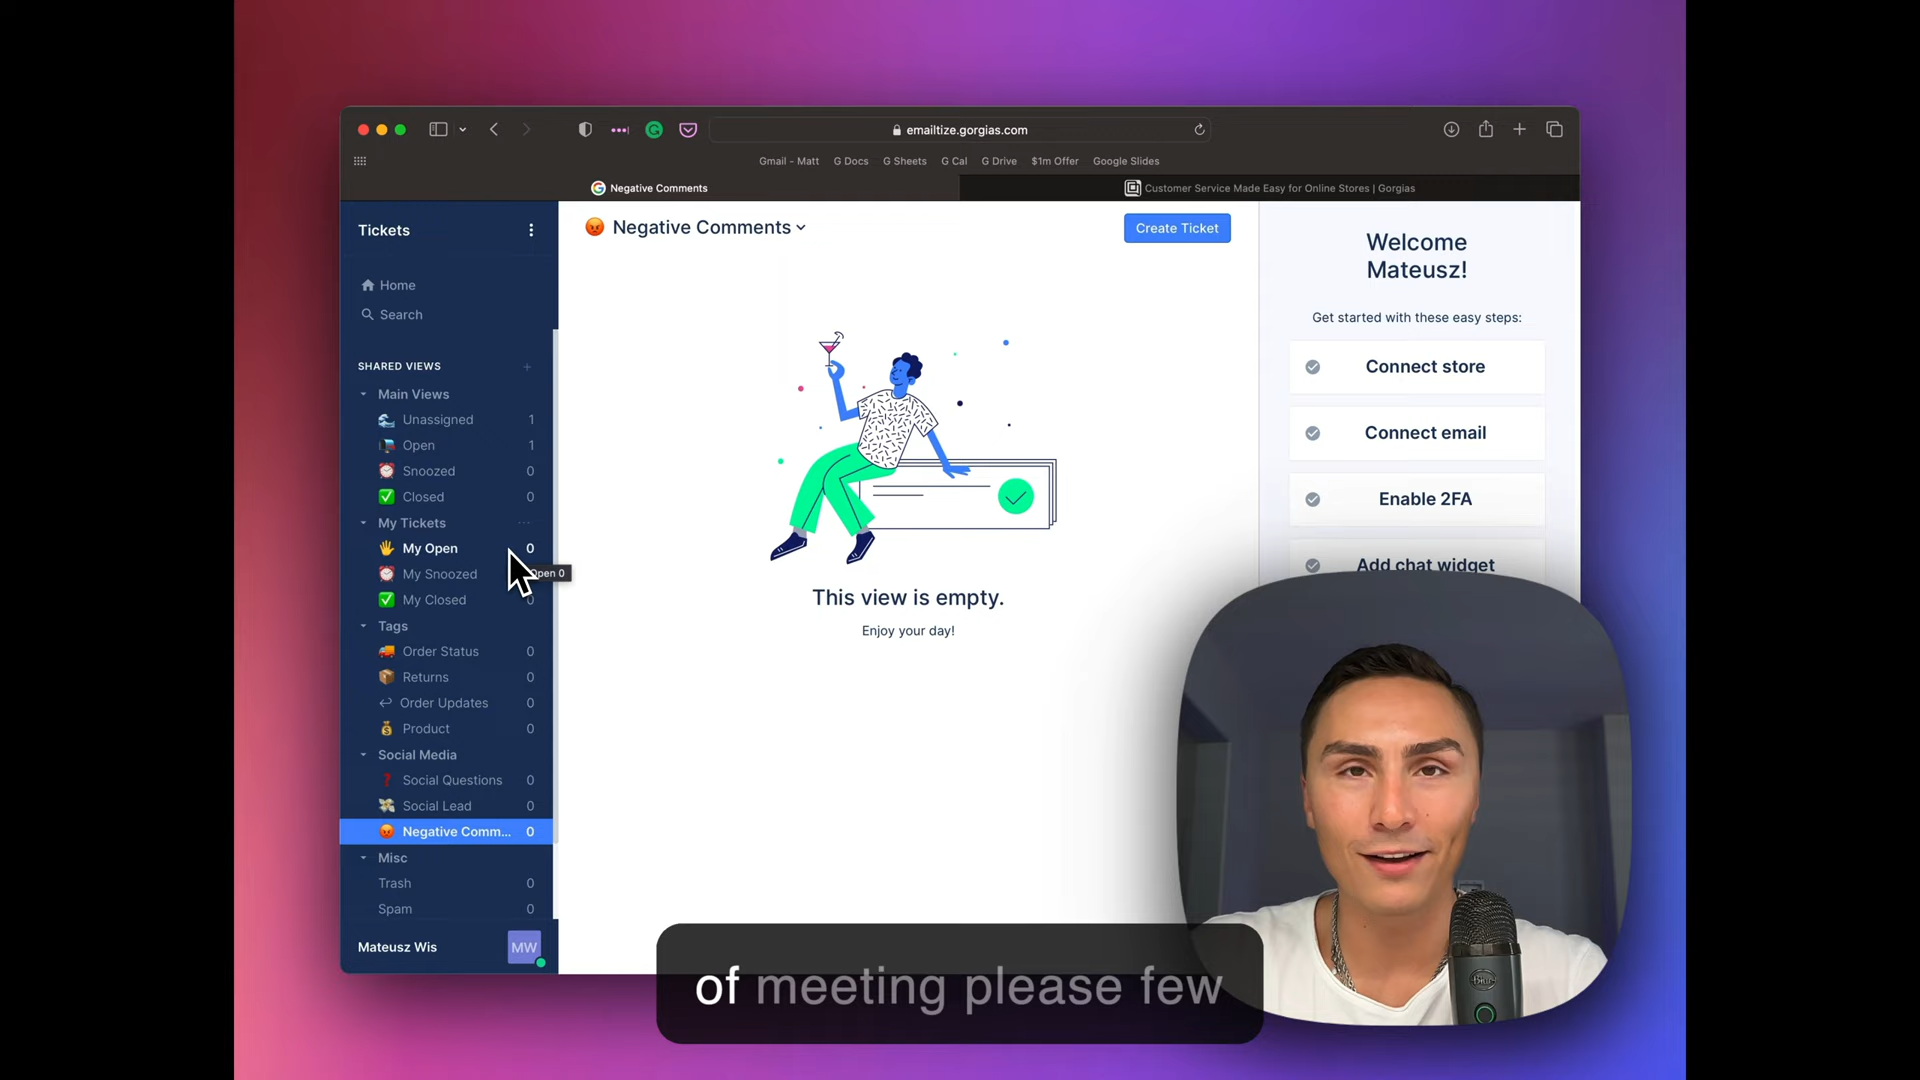 emailtize.gorgias.com
Gmail - Matt
G Docs
G Sheets
G Cal
G Drive
$1m Offer
Google Slides
Negative Comments
Customer Service Made Easy for Online Stores | Gorgias
Tickets
Home
Search
SHARED VIEWS
Main Views
Unassigned 1
Open 1
Snoozed 0
Closed 0
My Tickets
My Open 0
My Snoozed
My Closed 0
Tags
Order Status 0
Returns 0
Order Updates 0
Product 0
Social Media
Social Questions 0
Social Lead 0
Negative Comm... 0
Misc
Trash 0
Spam 0
Mateusz Wis
MW
Open 0
Negative Comments
Create Ticket
This view is empty.
Enjoy your day!
Welcome
Mateusz!
Get started with these easy steps:
Connect store
Connect email
Enable 2FA
Add chat widget
Blue
of meeting please few